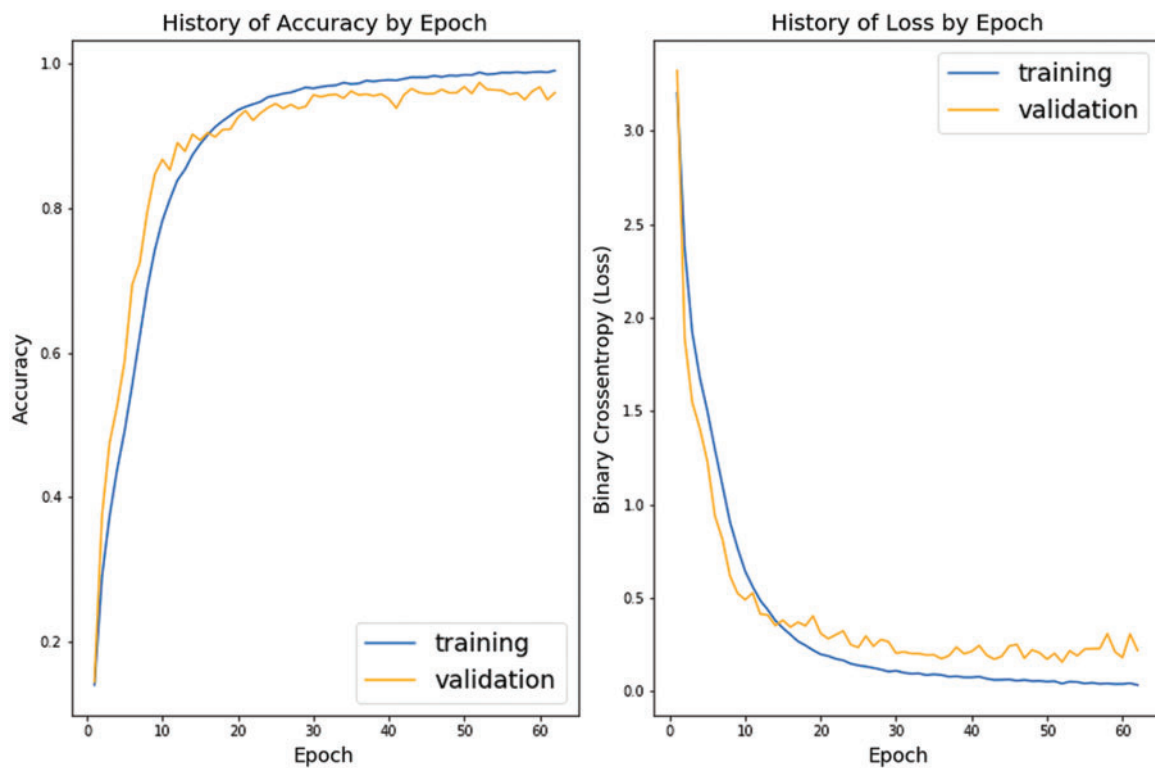 History of Accuracy by Epoch
Accuracy
1.0
0.8
0.6
0.4
0.2
training
validation
0 10 20 30 40 50 60
Epoch
History of Loss by Epoch
Binary Crossentropy (Loss)
training
validation
3.0
2.5
2.0
1.5
1.0
0.5
0.0
0 10 20 30 40 50 60
Epoch